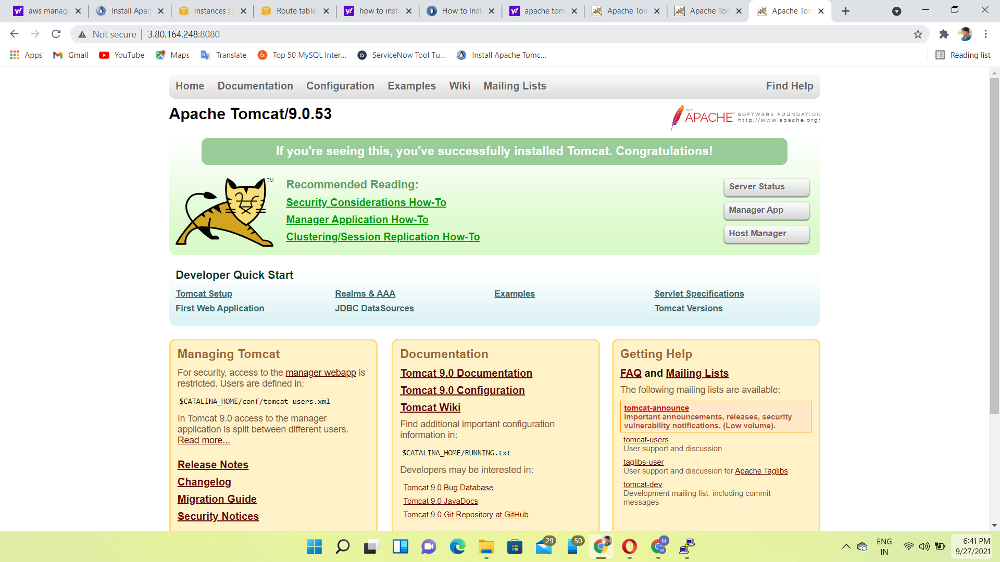 aws manage
Install Apac
Instances | E
Route table
how to insta
How to Inst
apache tom
Apache Tom
Apache Tom
Apache Tom
Not secure
3.80.164.248:8080
Apps
Gmail
YouTube
Maps
Translate
Top 50 MySQL Inter...
ServiceNow Tool Tu...
Install Apache Tomc...
Reading list
Home
Documentation
Configuration
Examples
Wiki
Mailing Lists
Find Help
Apache Tomcat/9.0.53
THE
APACHE
SOFTWARE FOUNDATION
http://www.apache.org/
If you're seeing this, you've successfully installed Tomcat. Congratulations!
TM
Recommended Reading:
Security Considerations How-To
Manager Application How-To
Clustering/Session Replication How-To
Server Status
Manager App
Host Manager
Developer Quick Start
Tomcat Setup
First Web Application
Realms & AAA
JDBC DataSources
Examples
Servlet Specifications
Tomcat Versions
Managing Tomcat
For security, access to the manager webapp is
restricted. Users are defined in:
$CATALINA_HOME/conf/tomcat-users.xml
In Tomcat 9.0 access to the manager
application is split between different users.
Read more...
Release Notes
Changelog
Migration Guide
Security Notices
Documentation
Tomcat 9.0 Documentation
Tomcat 9.0 Configuration
Tomcat Wiki
Find additional important configuration
information in:
$CATALINA_HOME/RUNNING.txt
Developers may be interested in:
Tomcat 9.0 Bug Database
Tomcat 9.0 JavaDocs
Tomcat 9.0 Git Repository at GitHub
Getting Help
FAQ and Mailing Lists
The following mailing lists are available:
tomcat-announce
Important announcements, releases, security
vulnerability notifications. (Low volume).
tomcat-users
User support and discussion
taglibs-user
User support and discussion for Apache Taglibs
tomcat-dev
Development mailing list, including commit
messages
29
50
M
M
ENG
IN
6:41 PM
9/27/2021